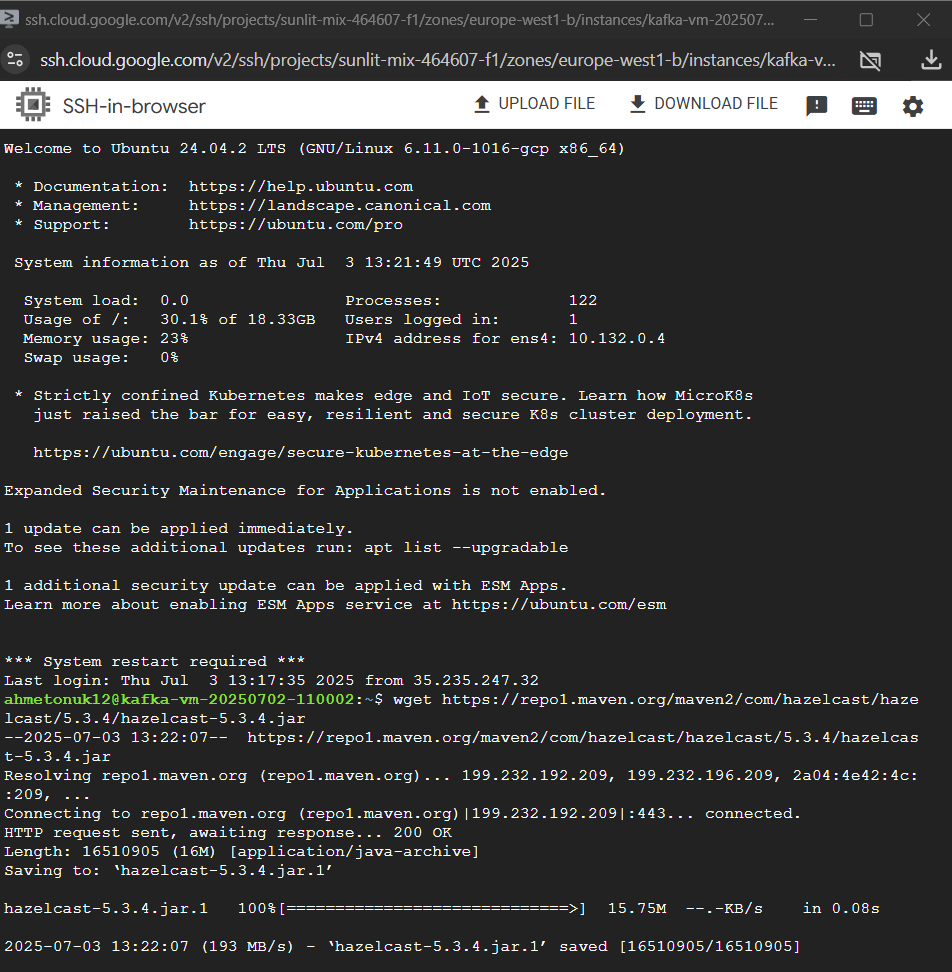 ssh.cloud.google.com/v2/ssh/projects/sunlit-mix-464607-f1/zones/europe-west1-b/instances/kafka-vm-202507...
ssh.cloud.google.com/v2/ssh/projects/sunlit-mix-464607-f1/zones/europe-west1-b/instances/kafka-v...
SSH-in-browser UPLOAD FILE DOWNLOAD FILE
Welcome to Ubuntu 24.04.2 LTS (GNU/Linux 6.11.0-1016-gcp x86_64)
* Documentation: https://help.ubuntu.com
* Management: https://landscape.canonical.com
* Support: https://ubuntu.com/pro
System information as of Thu Jul 3 13:21:49 UTC 2025
System load: 0.0 Processes: 122
Usage of /: 30.1% of 18.33GB Users logged in: 1
Memory usage: 23% IPv4 address for ens4: 10.132.0.4
Swap usage: 0%
* Strictly confined Kubernetes makes edge and IoT secure. Learn how MicroK8s
just raised the bar for easy, resilient and secure K8s cluster deployment.
https://ubuntu.com/engage/secure-kubernetes-at-the-edge
Expanded Security Maintenance for Applications is not enabled.
1 update can be applied immediately.
To see these additional updates run: apt list --upgradable
1 additional security update can be applied with ESM Apps.
Learn more about enabling ESM Apps service at https://ubuntu.com/esm
*** System restart required ***
Last login: Thu Jul 3 13:17:35 2025 from 35.235.247.32
ahmetonuk12@kafka-vm-20250702-110002:~$ wget https://repo1.maven.org/maven2/com/hazelcast/haze
lcast/5.3.4/hazelcast-5.3.4.jar
--2025-07-03 13:22:07-- https://repo1.maven.org/maven2/com/hazelcast/hazelcast/5.3.4/hazelcas
t-5.3.4.jar
Resolving repo1.maven.org (repo1.maven.org)... 199.232.192.209, 199.232.196.209, 2a04:4e42:4c:
:209, ...
Connecting to repo1.maven.org (repo1.maven.org)|199.232.192.209|:443... connected.
HTTP request sent, awaiting response... 200 OK
Length: 16510905 (16M) [application/java-archive]
Saving to: ‘hazelcast-5.3.4.jar.1’
hazelcast-5.3.4.jar.1 100%[=============================>] 15.75M --.-KB/s in 0.08s
2025-07-03 13:22:07 (193 MB/s) - ‘hazelcast-5.3.4.jar.1’ saved [16510905/16510905]